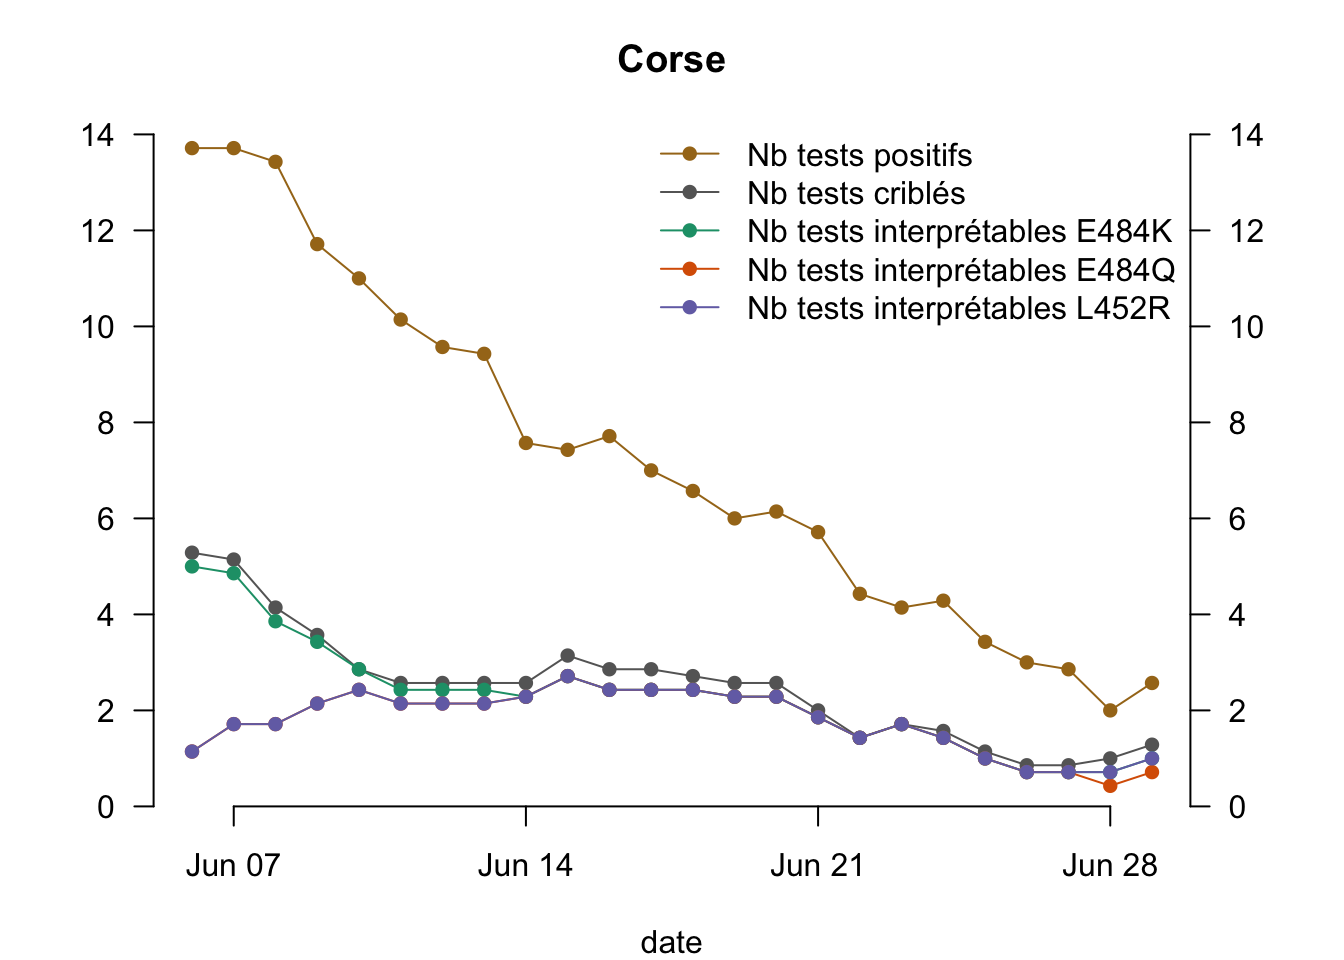 Corse
14 14
Nb tests positifs
Nb tests criblés
12 Nb tests interprétables E484K 12
Nb tests interprétables E484Q
Nb tests interprétables L452R
10 10
8 8
6 6
4 4
2 2
0 0
Jun 07 Jun 14 Jun 21 Jun 28
date